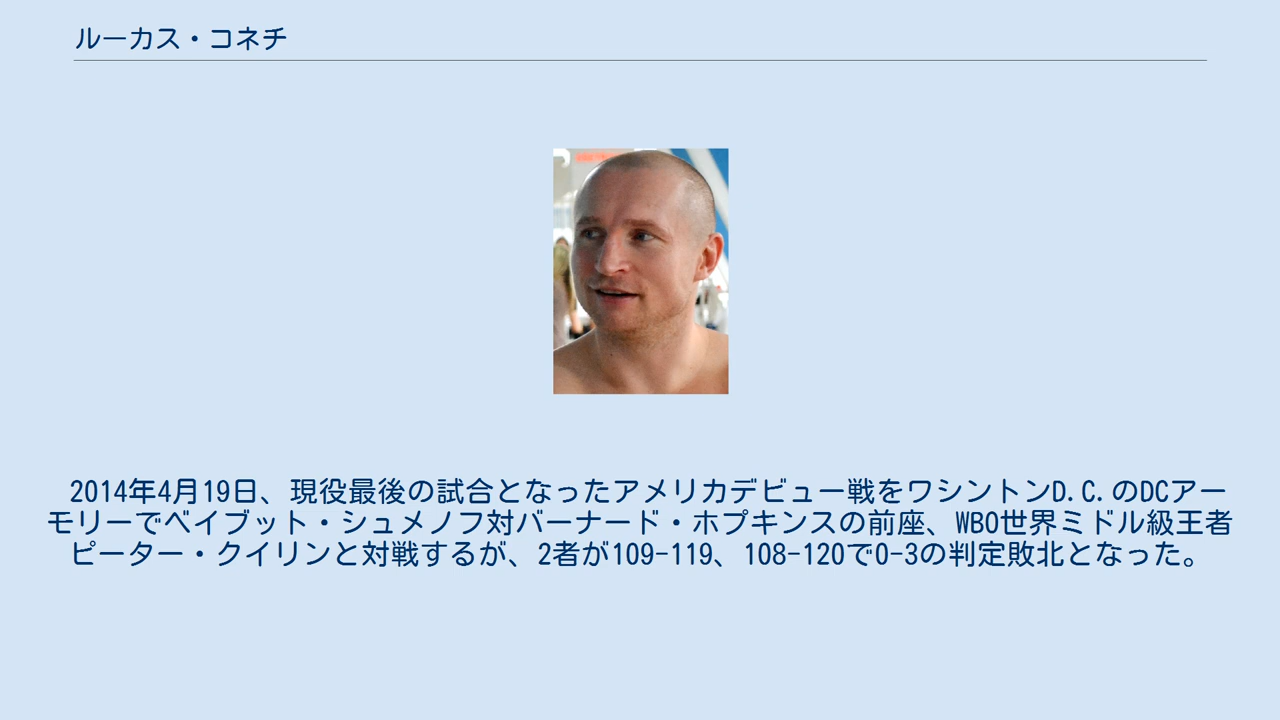 ルーカス・コネチ
2014年4月19日、現役最後の試合となったアメリカデビュー戦をワシントンD.C.のDCアー
モリーでベイブット・シュメノフ対バーナード・ホプキンスの前座、WBO世界ミドル級王者
ピーター・クイリンと対戦するが、2者が109-119、108-120で0-3の判定敗北となった。